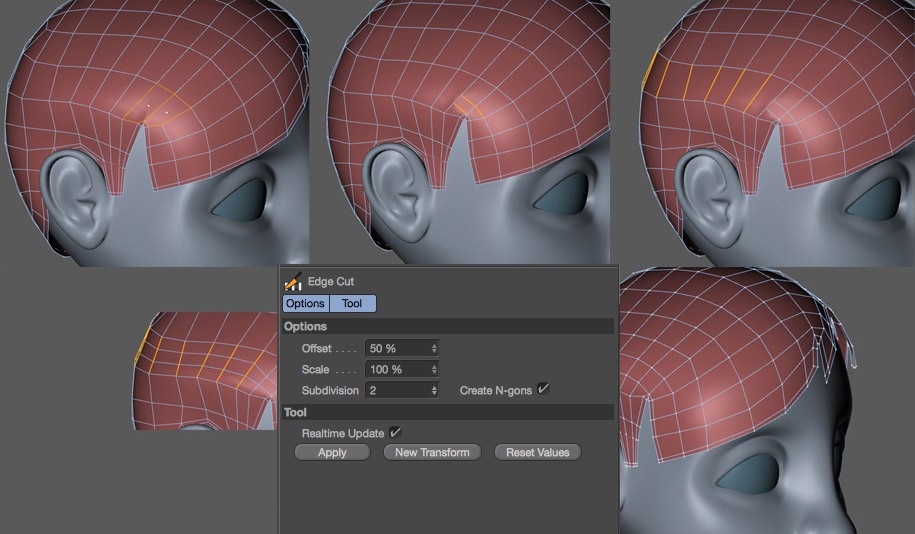 Edge Cut
Options Tool
Options
Offset .... 50 %
Scale .... 100 %
Subdivision 2 Create N-gons
Tool
Realtime Update
Apply New Transform Reset Values